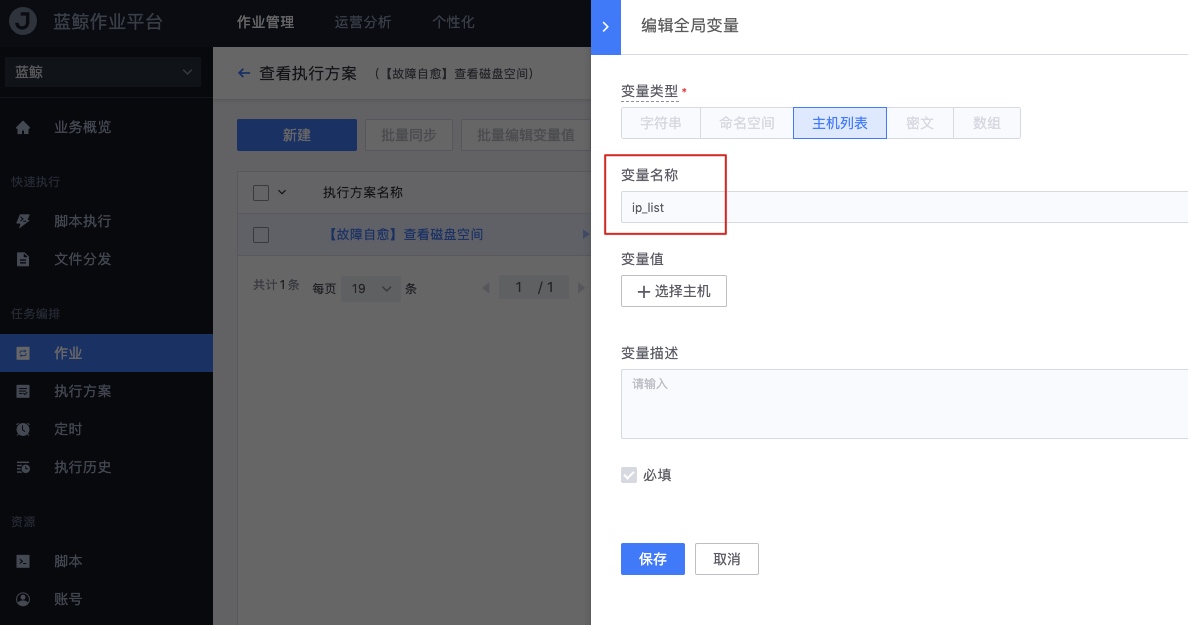 蓝鲸作业平台
作业管理 运营分析 个性化
编辑全局变量
蓝鲸
业务概览
快速执行
脚本执行
文件分发
任务编排
作业
执行方案
定时
执行历史
资源
脚本
账号
查看执行方案 (【故障自愈】查看磁盘空间)
新建 批量同步 批量编辑变量值
执行方案名称
【故障自愈】查看磁盘空间
共计1条 每页 19 条 1 / 1
变量类型 *
字符串 命名空间 主机列表 密文 数组
变量名称
ip_list
变量值
选择主机
变量描述
请输入
必填
保存 取消